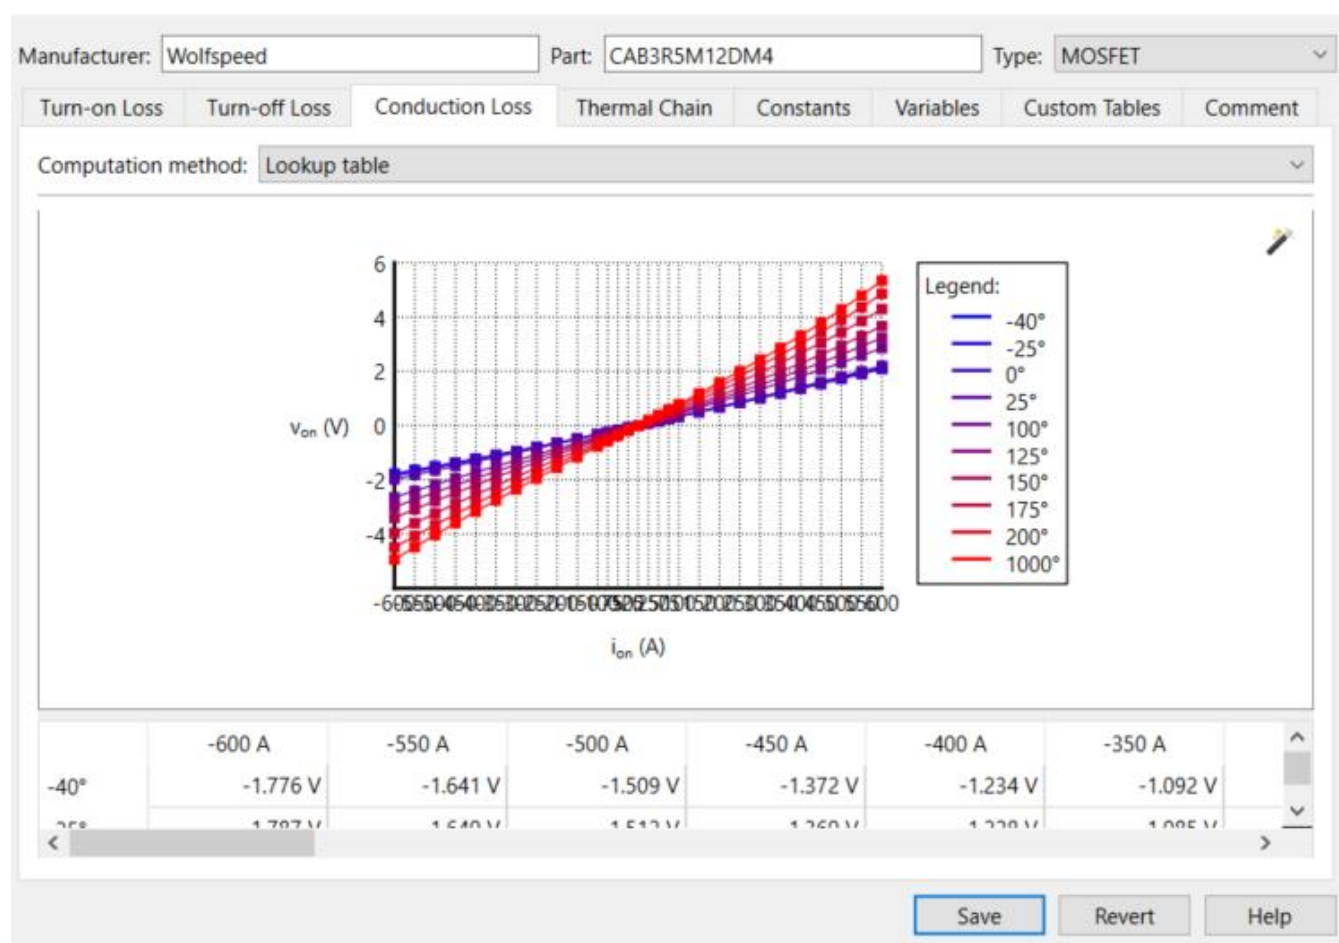 Manufacturer: Wolfspeed Part: CAB3R5M12DM4 Type: MOSFET
Turn-on Loss Turn-off Loss Conduction Loss Thermal Chain Constants Variables Custom Tables Comment
Computation method: Lookup table
6
4
2
0
-2
-4
von (V)
ion (A)
Legend:
-40°
-25°
0°
25°
100°
125°
150°
175°
200°
1000°
-600 A -550 A -500 A -450 A -400 A -350 A
-40° -1.776 V -1.641 V -1.509 V -1.372 V -1.234 V -1.092 V
Save Revert Help